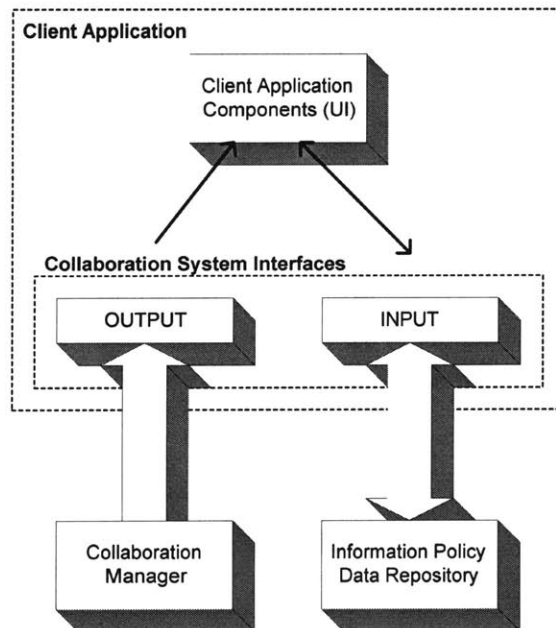 Client Application
Client Application
Components (UI)
Collaboration System Interfaces
OUTPUT
INPUT
Collaboration
Manager
Information Policy
Data Repository